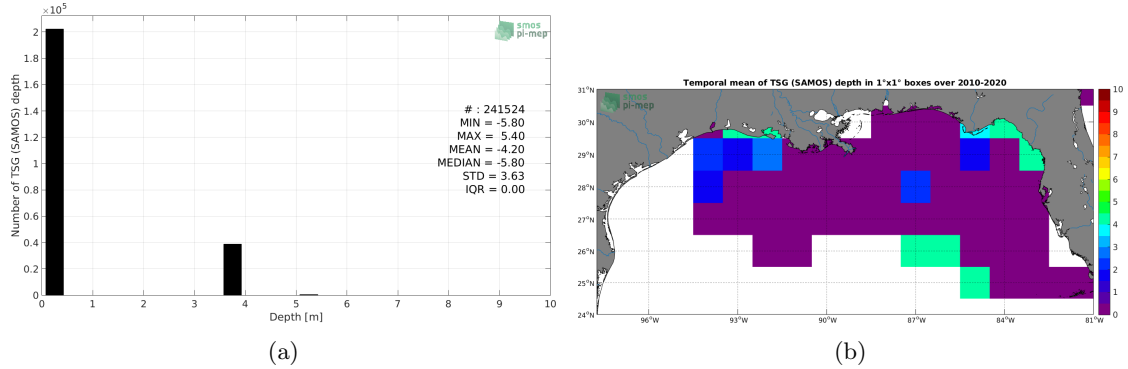 ×10⁵
2
1.8
1.6
1.4
1.2
1
0.8
0.6
0.4
0.2
0
Number of TSG (SAMOS) depth
smos
pi-mep
# : 241524
MIN = -5.80
MAX = 5.40
MEAN = -4.20
MEDIAN = -5.80
STD = 3.63
IQR = 0.00
0 1 2 3 4 5 6 7 8 9 10
Depth [m]
(a)
Temporal mean of TSG (SAMOS) depth in 1°x1° boxes over 2010-2020
smos
pi-mep
31°N
30°N
29°N
28°N
27°N
26°N
25°N
24°N
96°W 93°W 90°W 87°W 84°W 81°W
10
9
8
7
6
5
4
3
2
1
0
(b)